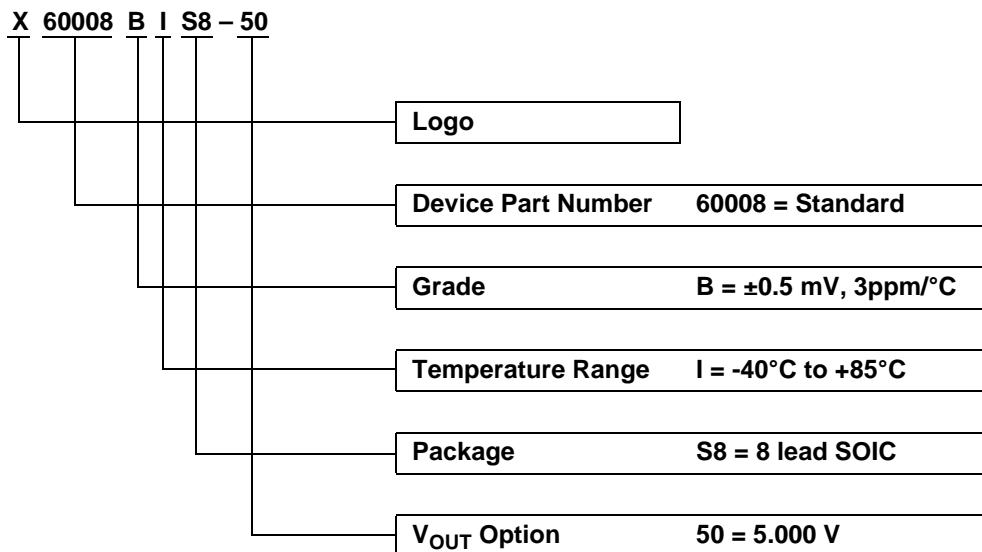 X 60008 B I S8 – 50
Logo
Device Part Number 60008 = Standard
Grade B = ±0.5 mV, 3ppm/°C
Temperature Range I = -40°C to +85°C
Package S8 = 8 lead SOIC
VOUT Option 50 = 5.000 V